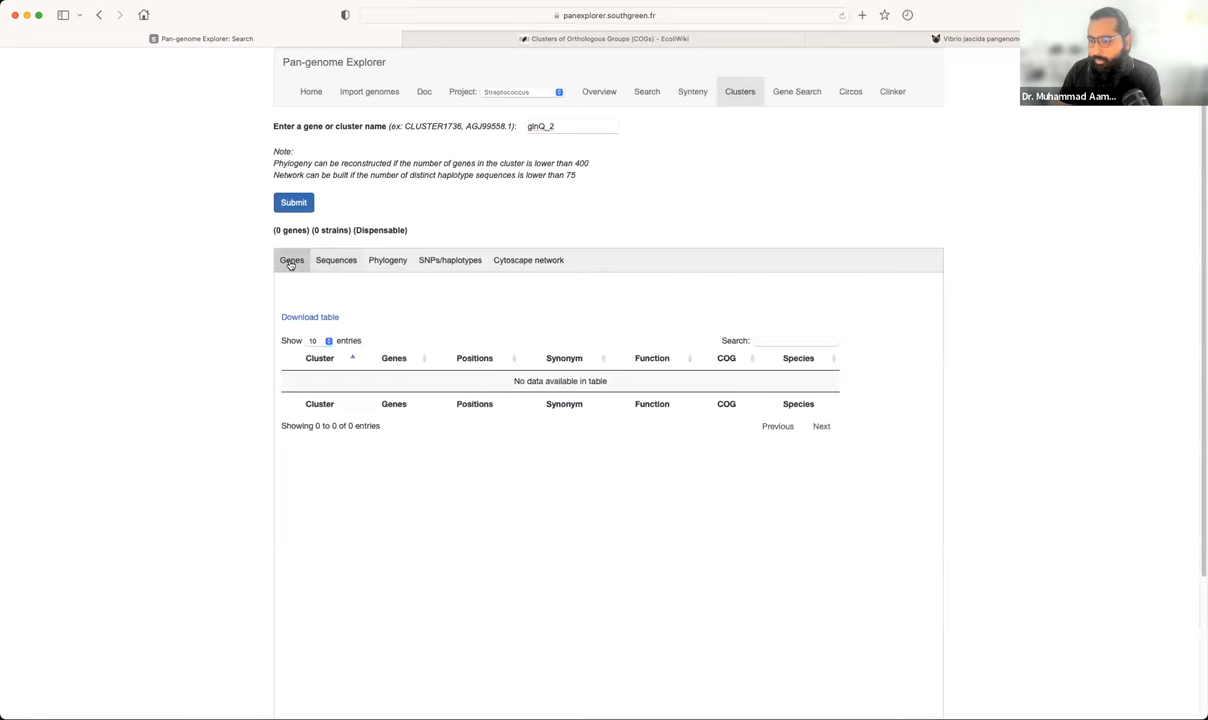 panexplorer.southgreen.fr
Pan-genome Explorer: Search
Clusters of Orthologous Groups (COGs) - EcoliWiki
Vibrio jascida pangenom
Dr. Muhammad Aam...
Pan-genome Explorer
Home Import genomes Doc Project: Streptococcus Overview Search Synteny Clusters Gene Search Circos Clinker
Enter a gene or cluster name (ex: CLUSTER1736, AGJ99558.1): glnQ_2
Note:
Phylogeny can be reconstructed if the number of genes in the cluster is lower than 400
Network can be built if the number of distinct haplotype sequences is lower than 75
Submit
(0 genes) (0 strains) (Dispensable)
Genes Sequences Phylogeny SNPs/haplotypes Cytoscape network
Download table
Show 10 entries Search:
Cluster Genes Positions Synonym Function COG Species
No data available in table
Cluster Genes Positions Synonym Function COG Species
Showing 0 to 0 of 0 entries Previous Next